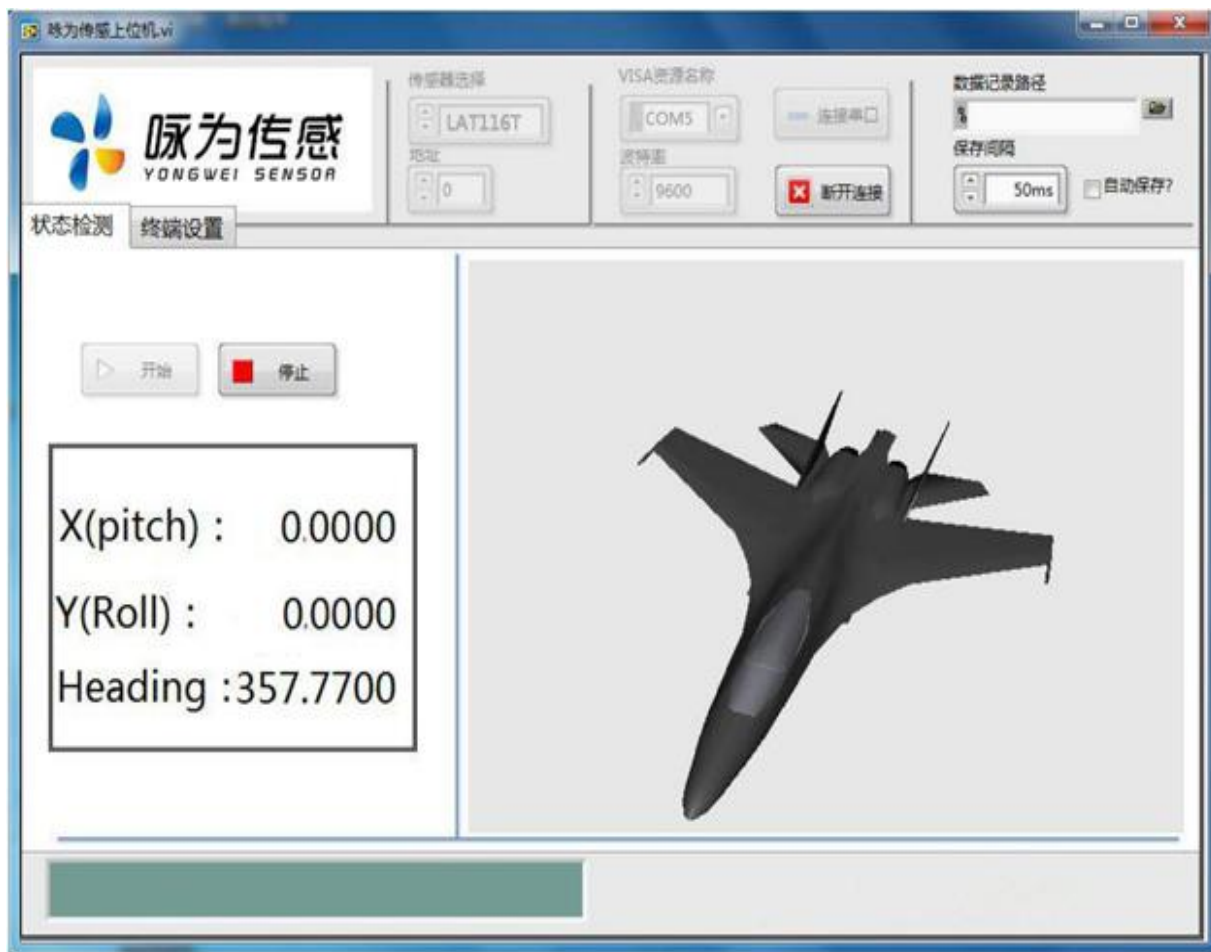 咏为传感上位机.vi
咏为传感
YONGWEI SENSOR
传感器选择
LAT116T
地址
0
VISA资源名称
COM5
波特率
9600
连接串口
断开连接
数据记录路径
保存间隔
50ms
自动保存?
状态检测
终端设置
开始
停止
X(pitch) : 0.0000
Y(Roll) : 0.0000
Heading :357.7700